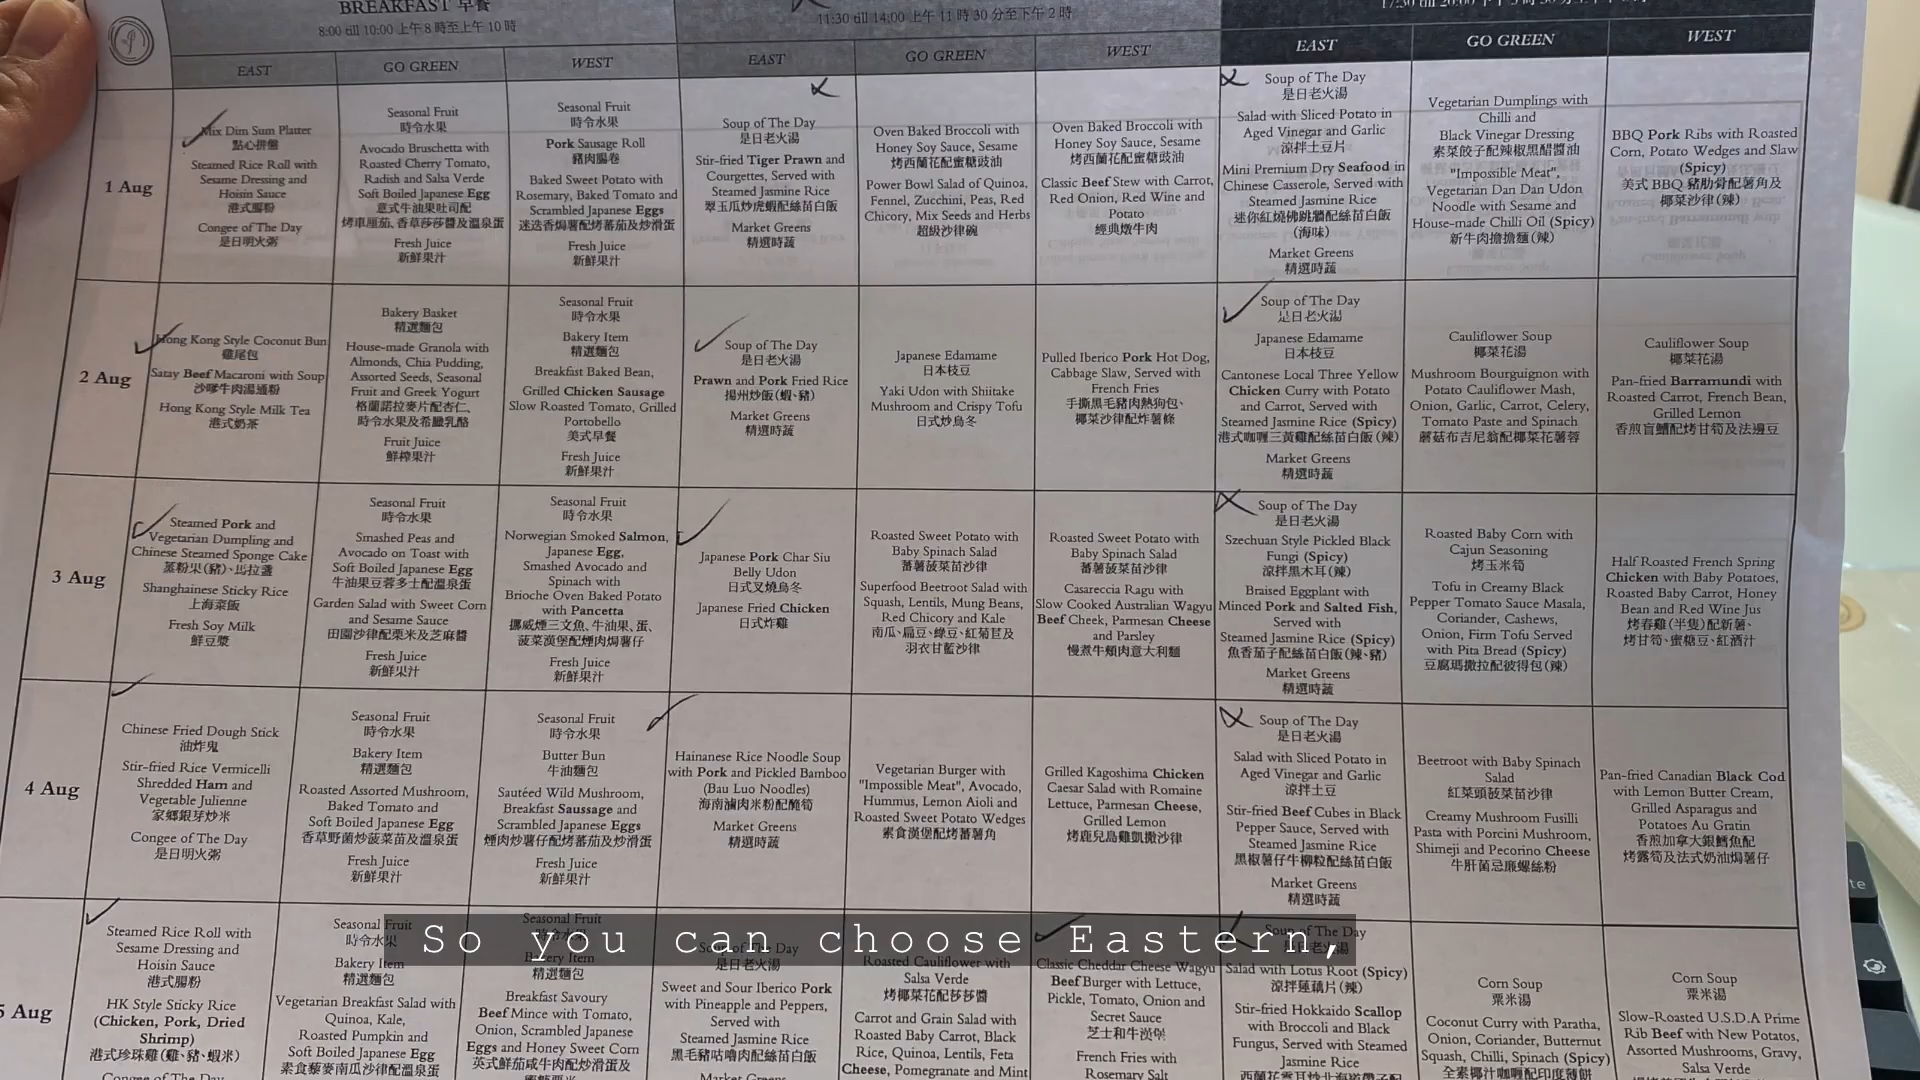 BREAKFAST 早餐
8:00 till 10:00 上午 8 時至上午 10 時
11:30 till 14:00 上午 11 時 30 分至下午 2 時
EAST
GO GREEN
WEST
EAST
GO GREEN
WEST
EAST
GO GREEN
WEST
1 Aug
Mix Dim Sum Platter
點心拼盤
Steamed Rice Roll with
Sesame Dressing and
Hoisin Sauce
港式腸粉
Congee of The Day
是日明火粥
Seasonal Fruit
時令水果
Avocado Bruschetta with
Roasted Cherry Tomato,
Radish and Salsa Verde
Soft Boiled Japanese Egg
意式牛油果吐司配
烤車厘茄, 香草莎莎醬及溫泉蛋
Fresh Juice
新鮮果汁
Seasonal Fruit
時令水果
Pork Sausage Roll
豬肉腸卷
Baked Sweet Potato with
Rosemary, Baked Tomato and
Scrambled Japanese Eggs
迷迭香焗薯配烤蕃茄及炒滑蛋
Fresh Juice
新鮮果汁
Soup of The Day
是日老火湯
Stir-fried Tiger Prawn and
Courgettes, Served with
Steamed Jasmine Rice
翠玉瓜炒虎蝦配絲苗白飯
Market Greens
精選時蔬
Oven Baked Broccoli with
Honey Soy Sauce, Sesame
烤西蘭花配蜜糖豉油
Power Bowl Salad of Quinoa,
Fennel, Zucchini, Peas, Red
Chicory, Mix Seeds and Herbs
超級沙律碗
Oven Baked Broccoli with
Honey Soy Sauce, Sesame
烤西蘭花配蜜糖豉油
Classic Beef Stew with Carrot,
Red Onion, Red Wine and
Potato
經典燉牛肉
Soup of The Day
是日老火湯
Salad with Sliced Potato in
Aged Vinegar and Garlic
涼拌土豆片
Mini Premium Dry Seafood in
Chinese Casserole, Served with
Steamed Jasmine Rice
迷你紅燒佛跳牆配絲苗白飯
(海味)
Market Greens
精選時蔬
Vegetarian Dumplings with
Chilli and
Black Vinegar Dressing
素菜餃子配辣椒黑醋醬油
"Impossible Meat",
Vegetarian Dan Dan Udon
Noodle with Sesame and
House-made Chilli Oil (Spicy)
新牛肉擔擔麵(辣)
BBQ Pork Ribs with Roasted
Corn, Potato Wedges and Slaw
(Spicy)
美式 BBQ 豬肋骨配薯角及
椰菜沙律(辣)
2 Aug
Hong Kong Style Coconut Bun
雞尾包
Satay Beef Macaroni with Soup
沙嗲牛肉湯通粉
Hong Kong Style Milk Tea
港式奶茶
Bakery Basket
精選麵包
House-made Granola with
Almonds, Chia Pudding,
Assorted Seeds, Seasonal
Fruit and Greek Yogurt
格蘭諾拉麥片配杏仁、
時令水果及希臘乳酪
Fruit Juice
鮮榨果汁
Seasonal Fruit
時令水果
Bakery Item
精選麵包
Breakfast Baked Bean,
Grilled Chicken Sausage
Slow Roasted Tomato, Grilled
Portobello
美式早餐
Fresh Juice
新鮮果汁
Soup of The Day
是日老火湯
Prawn and Pork Fried Rice
揚州炒飯(蝦、豬)
Market Greens
精選時蔬
Japanese Edamame
日本枝豆
Yaki Udon with Shiitake
Mushroom and Crispy Tofu
日式炒烏冬
Pulled Iberico Pork Hot Dog,
Cabbage Slaw, Served with
French Fries
手撕黑毛豬肉熱狗包、
椰菜沙律配炸薯條
Soup of The Day
是日老火湯
Japanese Edamame
日本枝豆
Cantonese Local Three Yellow
Chicken Curry with Potato
and Carrot, Served with
Steamed Jasmine Rice (Spicy)
港式咖喱三黃雞配絲苗白飯(辣)
Market Greens
精選時蔬
Cauliflower Soup
椰菜花湯
Mushroom Bourguignon with
Potato Cauliflower Mash,
Onion, Garlic, Carrot, Celery,
Tomato Paste and Spinach
蘑菇布吉尼翁配椰菜花薯蓉
Cauliflower Soup
椰菜花湯
Pan-fried Barramundi with
Roasted Carrot, French Bean,
Grilled Lemon
香煎盲鰽配烤甘筍及法邊豆
3 Aug
Steamed Pork and
Vegetarian Dumpling and
Chinese Steamed Sponge Cake
蒸粉果(豬)、馬拉盞
Shanghainese Sticky Rice
上海菜飯
Fresh Soy Milk
鮮豆漿
Seasonal Fruit
時令水果
Smashed Peas and
Avocado on Toast with
Soft Boiled Japanese Egg
牛油果豆蓉多士配溫泉蛋
Garden Salad with Sweet Corn
and Sesame Sauce
田園沙律配栗米及芝麻醬
Fresh Juice
新鮮果汁
Seasonal Fruit
時令水果
Norwegian Smoked Salmon,
Japanese Egg,
Smashed Avocado and
Spinach with
Brioche Oven Baked Potato
with Pancetta
挪威煙三文魚、牛油果、蛋、
菠菜漢堡配煙肉焗薯仔
Fresh Juice
新鮮果汁
Japanese Pork Char Siu
Belly Udon
日式叉燒烏冬
Japanese Fried Chicken
日式炸雞
Roasted Sweet Potato with
Baby Spinach Salad
蕃薯菠菜苗沙律
Superfood Beetroot Salad with
Squash, Lentils, Mung Beans,
Red Chicory and Kale
南瓜、扁豆、綠豆、紅菊苣及
羽衣甘藍沙律
Roasted Sweet Potato with
Baby Spinach Salad
蕃薯菠菜苗沙律
Casareccia Ragu with
Slow Cooked Australian Wagyu
Beef Cheek, Parmesan Cheese
and Parsley
慢煮牛頰肉意大利麵
Soup of The Day
是日老火湯
Szechuan Style Pickled Black
Fungi (Spicy)
涼拌黑木耳(辣)
Braised Eggplant with
Minced Pork and Salted Fish,
Served with
Steamed Jasmine Rice (Spicy)
魚香茄子配絲苗白飯(辣、豬)
Market Greens
精選時蔬
Roasted Baby Corn with
Cajun Seasoning
烤玉米筍
Tofu in Creamy Black
Pepper Tomato Sauce Masala,
Coriander, Cashews,
Onion, Firm Tofu Served
with Pita Bread (Spicy)
豆腐瑪撒拉配彼得包(辣)
Half Roasted French Spring
Chicken with Baby Potatoes,
Roasted Baby Carrot, Honey
Bean and Red Wine Jus
烤春雞(半隻)配新薯、
烤甘筍、蜜糖豆、紅酒汁
4 Aug
Chinese Fried Dough Stick
油炸鬼
Stir-fried Rice Vermicelli
Shredded Ham and
Vegetable Julienne
家鄉銀芽炒米
Congee of The Day
是日明火粥
Seasonal Fruit
時令水果
Bakery Item
精選麵包
Roasted Assorted Mushroom,
Baked Tomato and
Soft Boiled Japanese Egg
香草野菌炒菠菜苗及溫泉蛋
Fresh Juice
新鮮果汁
Seasonal Fruit
時令水果
Butter Bun
牛油麵包
Sautéed Wild Mushroom,
Breakfast Saussage and
Scrambled Japanese Eggs
煙肉炒薯仔配烤蕃茄及炒滑蛋
Fresh Juice
新鮮果汁
Hainanese Rice Noodle Soup
with Pork and Pickled Bamboo
(Bau Luo Noodles)
海南滷肉米粉配醃筍
Market Greens
精選時蔬
Vegetarian Burger with
"Impossible Meat", Avocado,
Hummus, Lemon Aioli and
Roasted Sweet Potato Wedges
素食漢堡配烤蕃薯角
Grilled Kagoshima Chicken
Caesar Salad with Romaine
Lettuce, Parmesan Cheese,
Grilled Lemon
烤鹿兒島雞凱撒沙律
Soup of The Day
是日老火湯
Salad with Sliced Potato in
Aged Vinegar and Garlic
涼拌土豆
Stir-fried Beef Cubes in Black
Pepper Sauce, Served with
Steamed Jasmine Rice
黑椒薯仔牛柳粒配絲苗白飯
Market Greens
精選時蔬
Beetroot with Baby Spinach
Salad
紅菜頭菠菜苗沙律
Creamy Mushroom Fusilli
Pasta with Porcini Mushroom,
Shimeji and Pecorino Cheese
牛肝菌忌廉螺絲粉
Pan-fried Canadian Black Cod
with Lemon Butter Cream,
Grilled Asparagus and
Potatoes Au Gratin
香煎加拿大銀鱈魚配
烤露筍及法式奶油焗薯仔
5 Aug
Steamed Rice Roll with
Sesame Dressing and
Hoisin Sauce
港式腸粉
HK Style Sticky Rice
(Chicken, Pork, Dried
Shrimp)
港式珍珠雞(雞、豬、蝦米)
Congee of The Day
Seasonal Fruit
時令水果
Bakery Item
精選麵包
Vegetarian Breakfast Salad with
Quinoa, Kale,
Roasted Pumpkin and
Soft Boiled Japanese Egg
素食藜麥南瓜沙律配溫泉蛋
Seasonal Fruit
時令水果
Bakery Item
精選麵包
Breakfast Savoury
Beef Mince with Tomato,
Onion, Scrambled Japanese
Eggs and Honey Sweet Corn
英式鮮茄咸牛肉配炒滑蛋及
Soup of The Day
是日老火湯
Sweet and Sour Iberico Pork
with Pineapple and Peppers,
Served with
Steamed Jasmine Rice
黑毛豬咕嚕肉配絲苗白飯
Market Greens
Roasted Cauliflower with
Salsa Verde
烤椰菜花配莎莎醬
Carrot and Grain Salad with
Roasted Baby Carrot, Black
Rice, Quinoa, Lentils, Feta
Cheese, Pomegranate and Mint
Classic Cheddar Cheese Wagyu
Beef Burger with Lettuce,
Pickle, Tomato, Onion and
Secret Sauce
芝士和牛漢堡
French Fries with
Rosemary Salt
Soup of The Day
是日老火湯
Salad with Lotus Root (Spicy)
涼拌蓮藕片(辣)
Stir-fried Hokkaido Scallop
with Broccoli and Black
Fungus, Served with Steamed
Jasmine Rice
Corn Soup
粟米湯
Coconut Curry with Paratha,
Onion, Coriander, Butternut
Squash, Chilli, Spinach (Spicy)
全素椰汁咖喱配印度薄餅
Corn Soup
粟米湯
Slow-Roasted U.S.D.A Prime
Rib Beef with New Potatos,
Assorted Mushrooms, Gravy,
Salsa Verde
So you can choose Eastern,